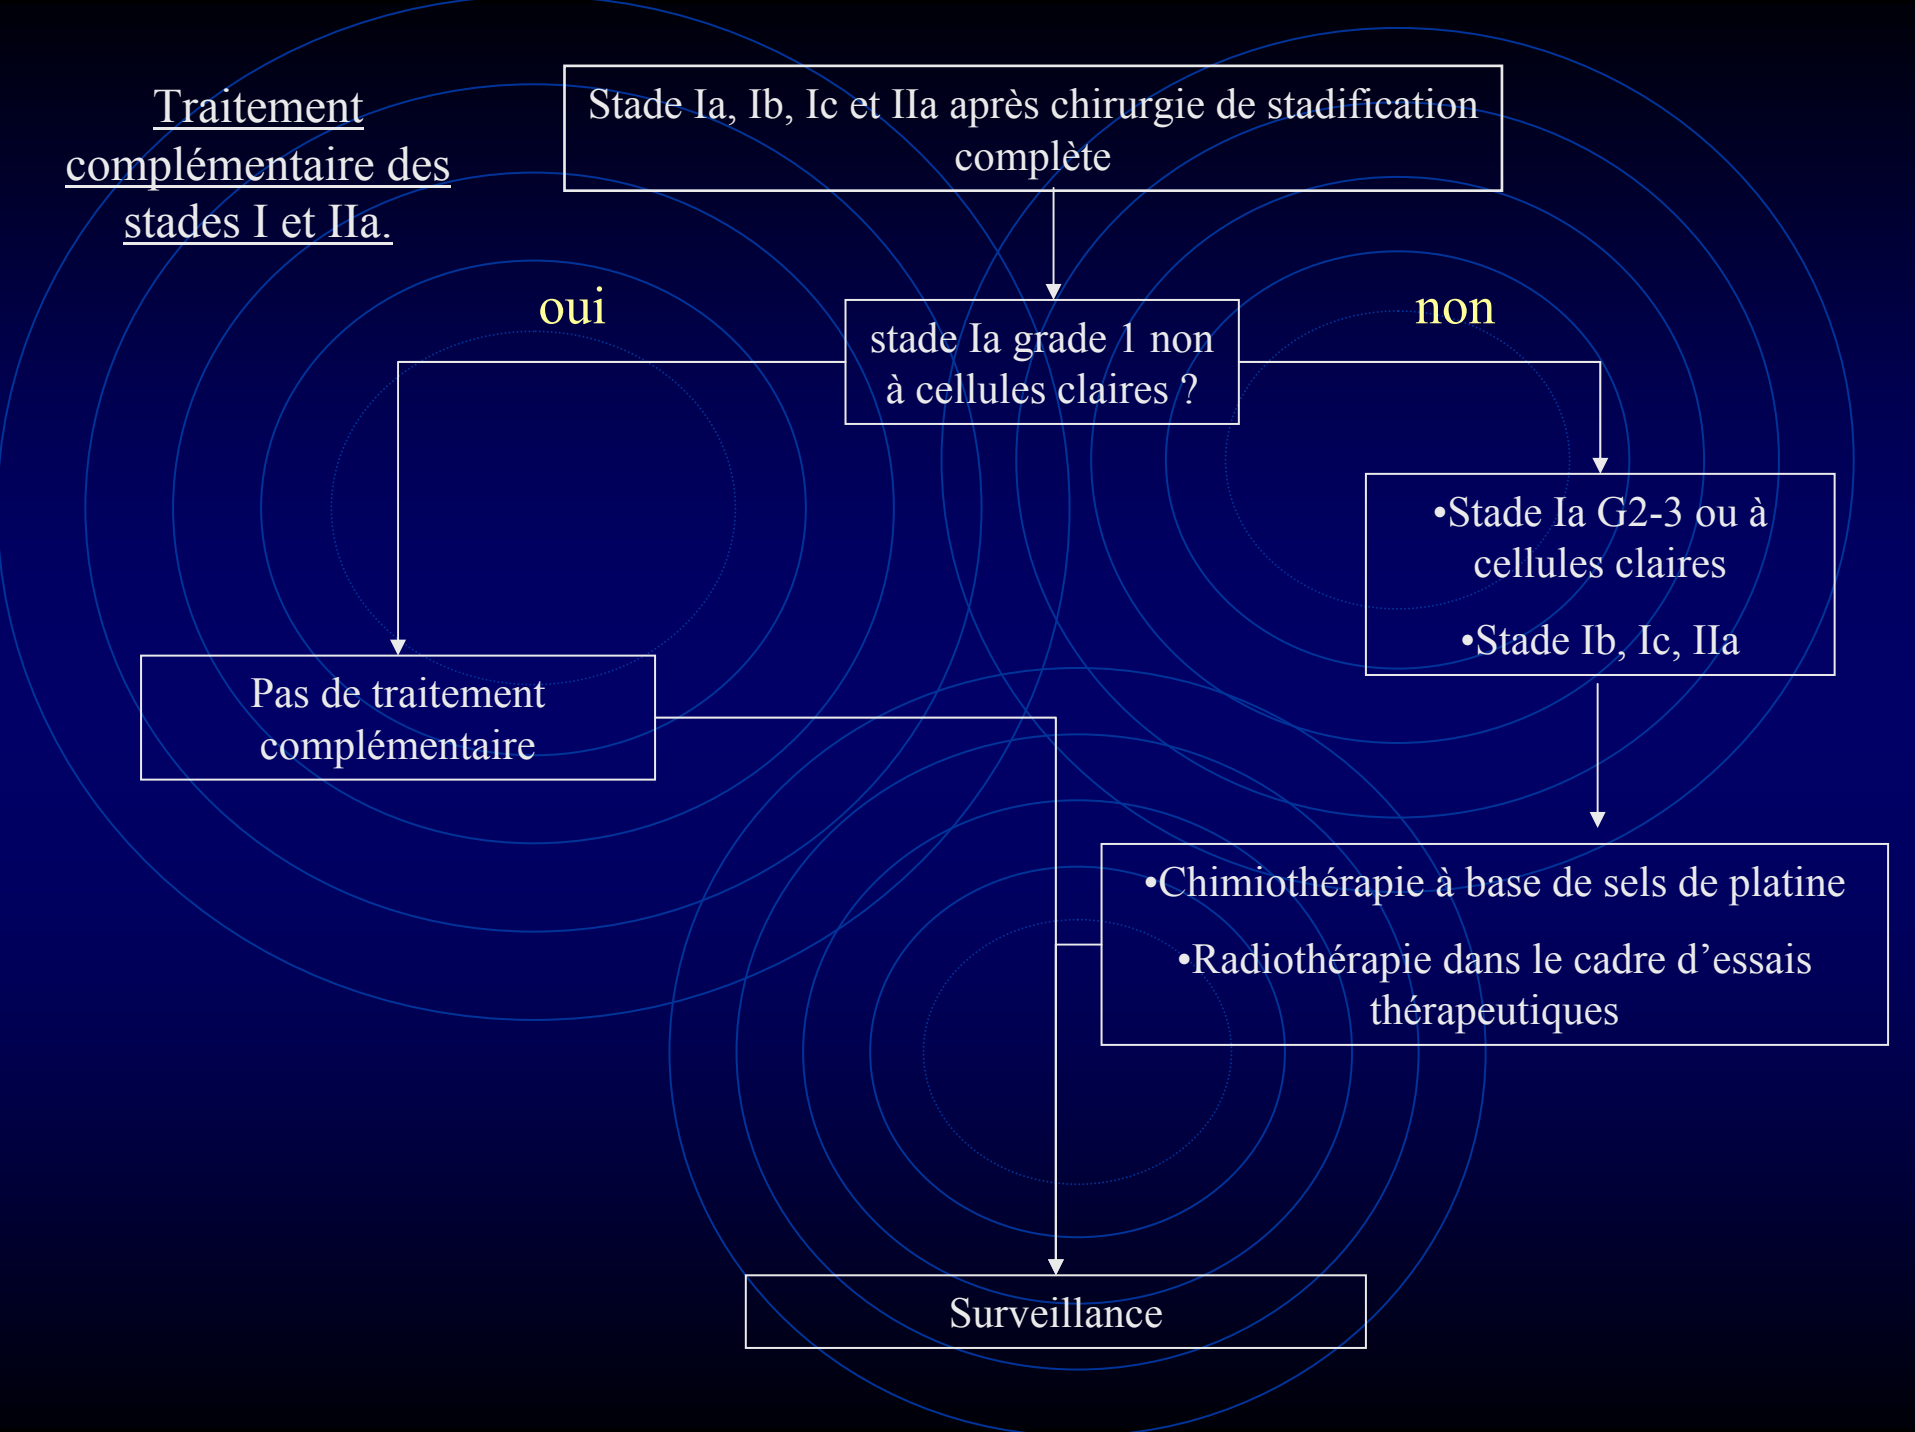 Traitement
complémentaire des
stades I et IIa.
Stade Ia, Ib, Ic et IIa après chirurgie de stadification
complète
oui
non
stade Ia grade 1 non
à cellules claires ?
•Stade Ia G2-3 ou à
cellules claires
•Stade Ib, Ic, IIa
Pas de traitement
complémentaire
•Chimiothérapie à base de sels de platine
•Radiothérapie dans le cadre d’essais
thérapeutiques
Surveillance